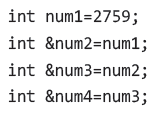 int num1=2759;
int &num2=num1;
int &num3=num2;
int &num4=num3;